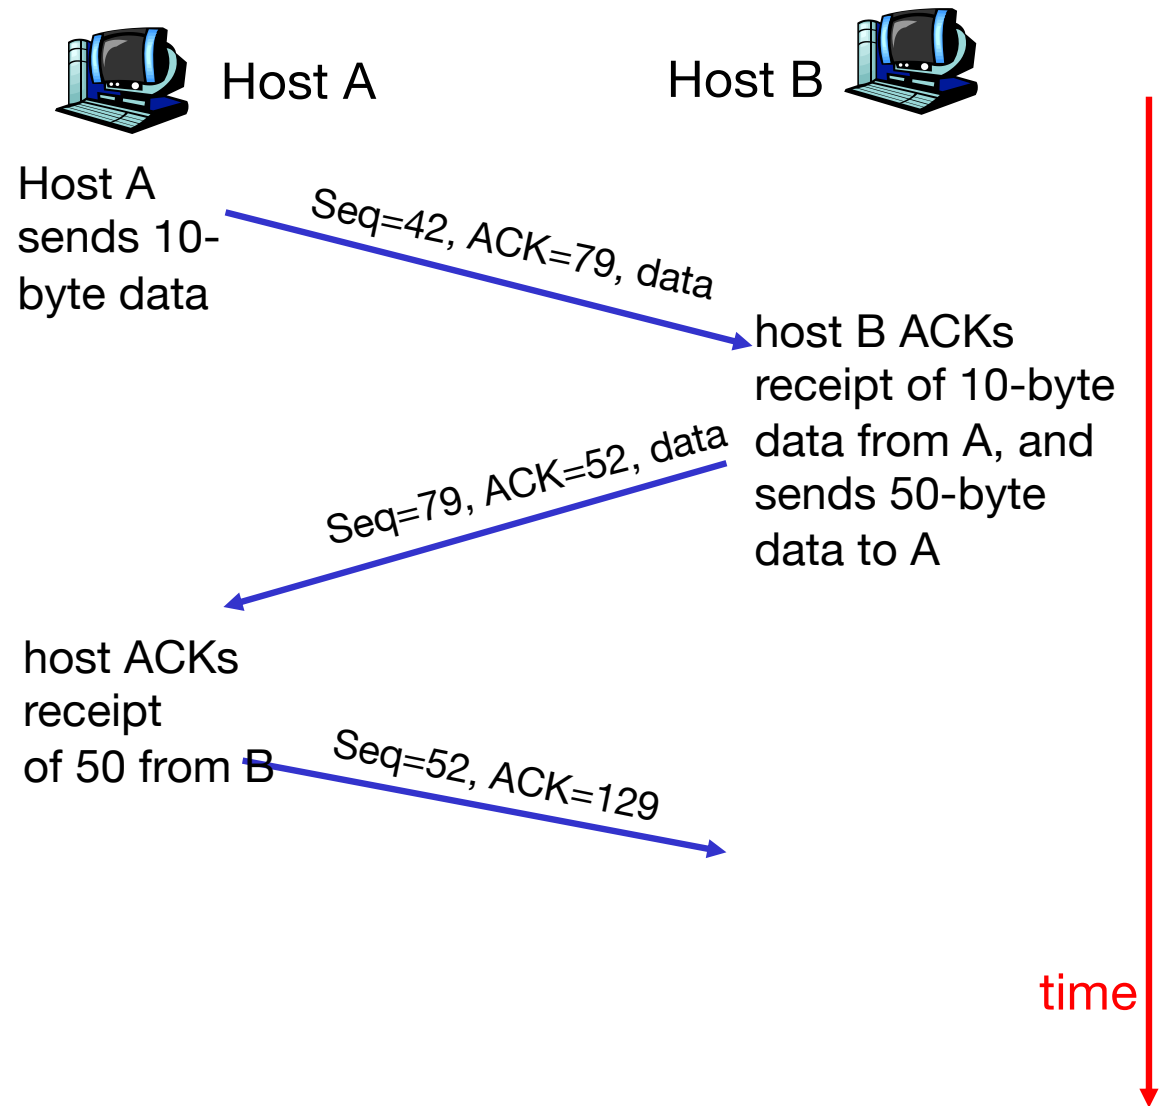 Host A
Host B
Host A
sends 10-
byte data
Seq=42, ACK=79, data
host B ACKs
receipt of 10-byte
data from A, and
sends 50-byte
data to A
Seq=79, ACK=52, data
host ACKs
receipt
of 50 from B
Seq=52, ACK=129
time